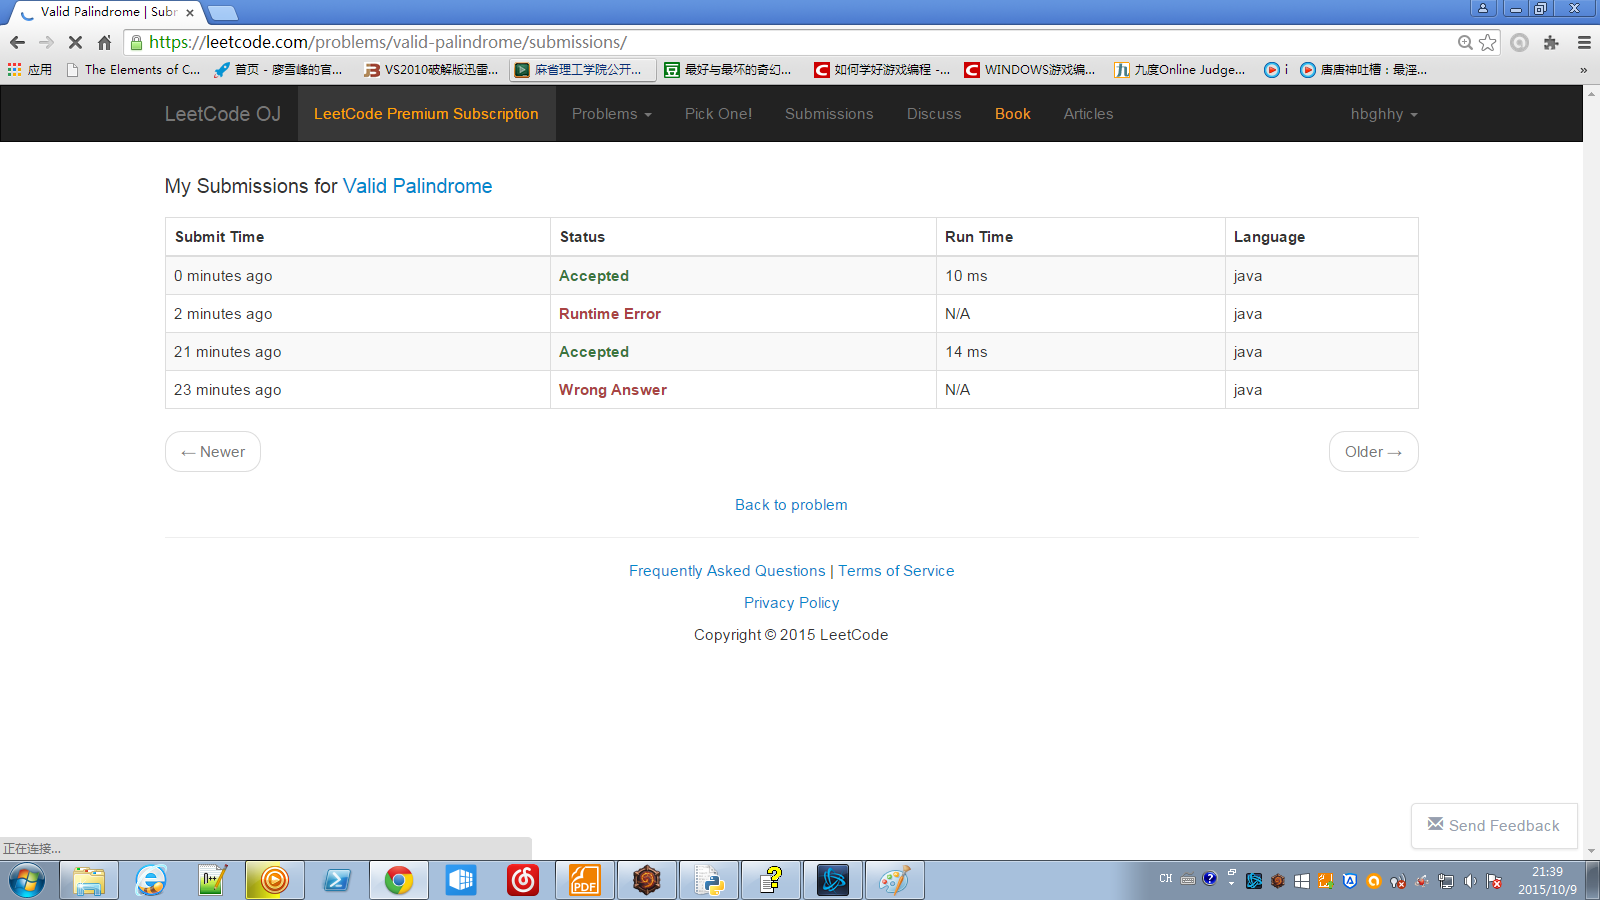 Valid Palindrome | Subr
https://leetcode.com/problems/valid-palindrome/submissions/
应用 The Elements of C... 首页 - 廖雪峰的官... VS2010破解版迅雷... 麻省理工学院公开... 最好与最坏的奇幻... 如何学好游戏编程 -... WINDOWS游戏编... 九度Online Judge... i 唐唐神吐槽：最淫... »
LeetCode OJ LeetCode Premium Subscription Problems Pick One! Submissions Discuss Book Articles hbghhy
My Submissions for Valid Palindrome
Submit Time Status Run Time Language
0 minutes ago Accepted 10 ms java
2 minutes ago Runtime Error N/A java
21 minutes ago Accepted 14 ms java
23 minutes ago Wrong Answer N/A java
← Newer Older →
Back to problem
Frequently Asked Questions | Terms of Service
Privacy Policy
Copyright © 2015 LeetCode
Send Feedback
正在连接...
CH 21:39
2015/10/9